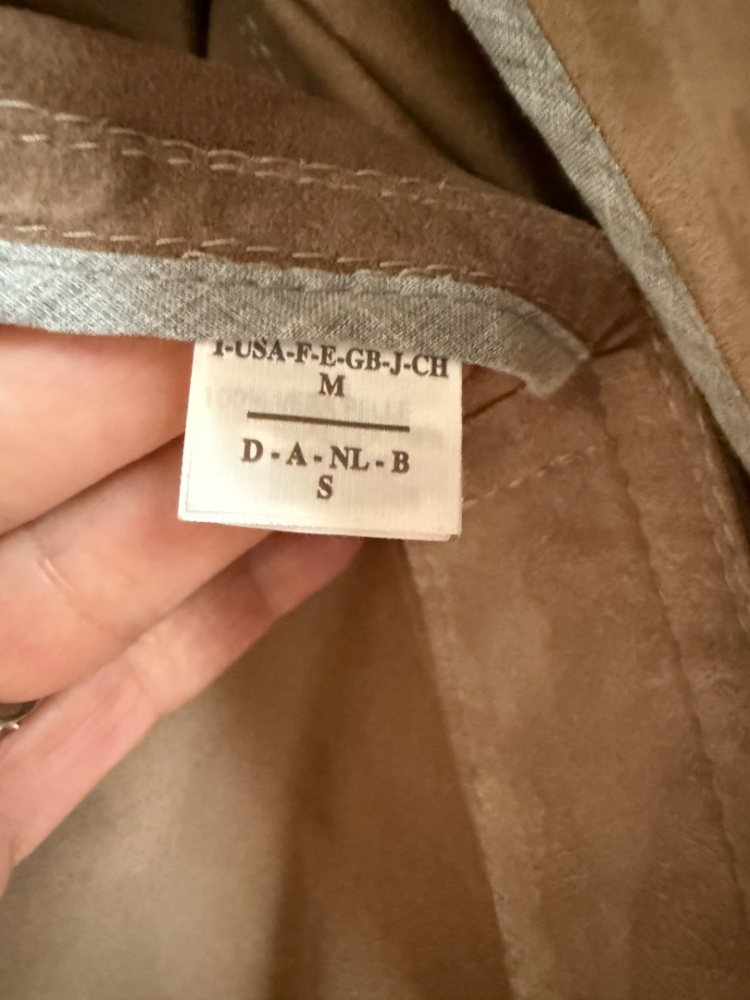 I-USA-F-E-GB-J-CH
M
D - A - NL - B
S